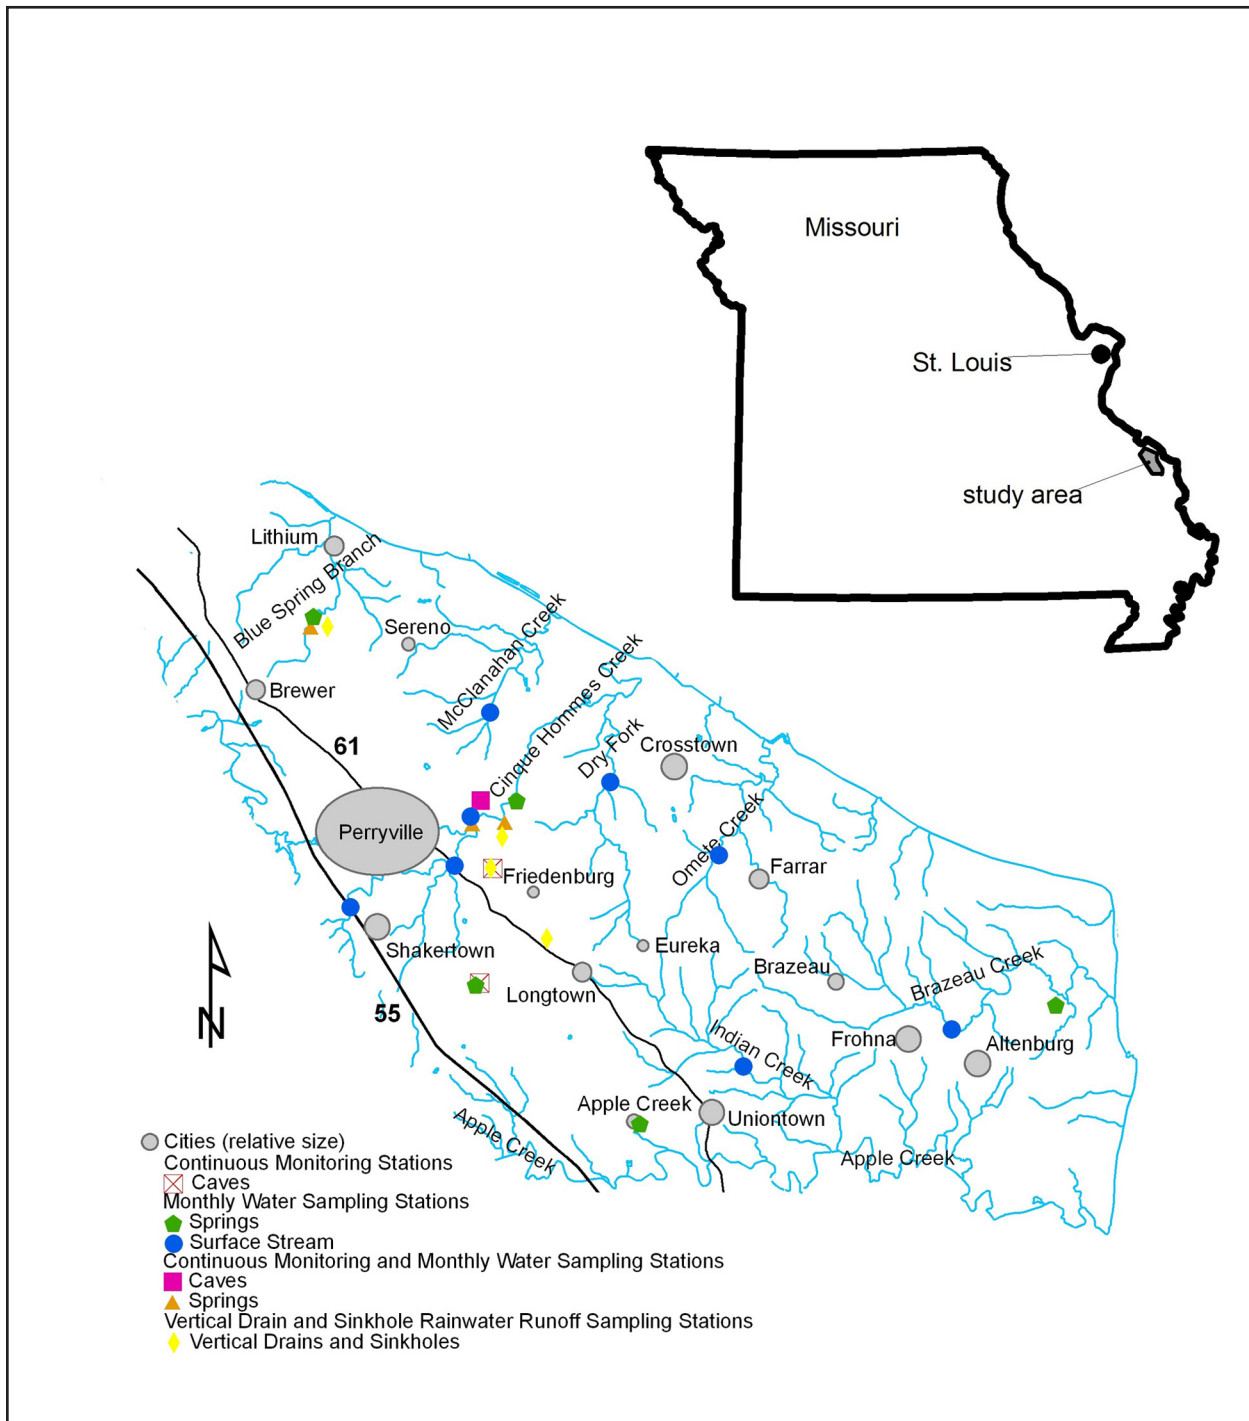 Missouri
St. Louis
study area
Lithium
Blue Spring Branch
Sereno
McClanahan Creek
Cinque Hommes Creek
Brewer
61
Dry Fork
Crosstown
Perryville
Omete Creek
Friedenburg
Farrar
Shakertown
Eureka
Brazeau
Brazeau Creek
Longtown
55
N
Indian Creek
Frohna
Altenburg
Apple Creek
Uniontown
Apple Creek
Apple Creek
Cities (relative size)
Continuous Monitoring Stations
Caves
Monthly Water Sampling Stations
Springs
Surface Stream
Continuous Monitoring and Monthly Water Sampling Stations
Caves
Springs
Vertical Drain and Sinkhole Rainwater Runoff Sampling Stations
Vertical Drains and Sinkholes